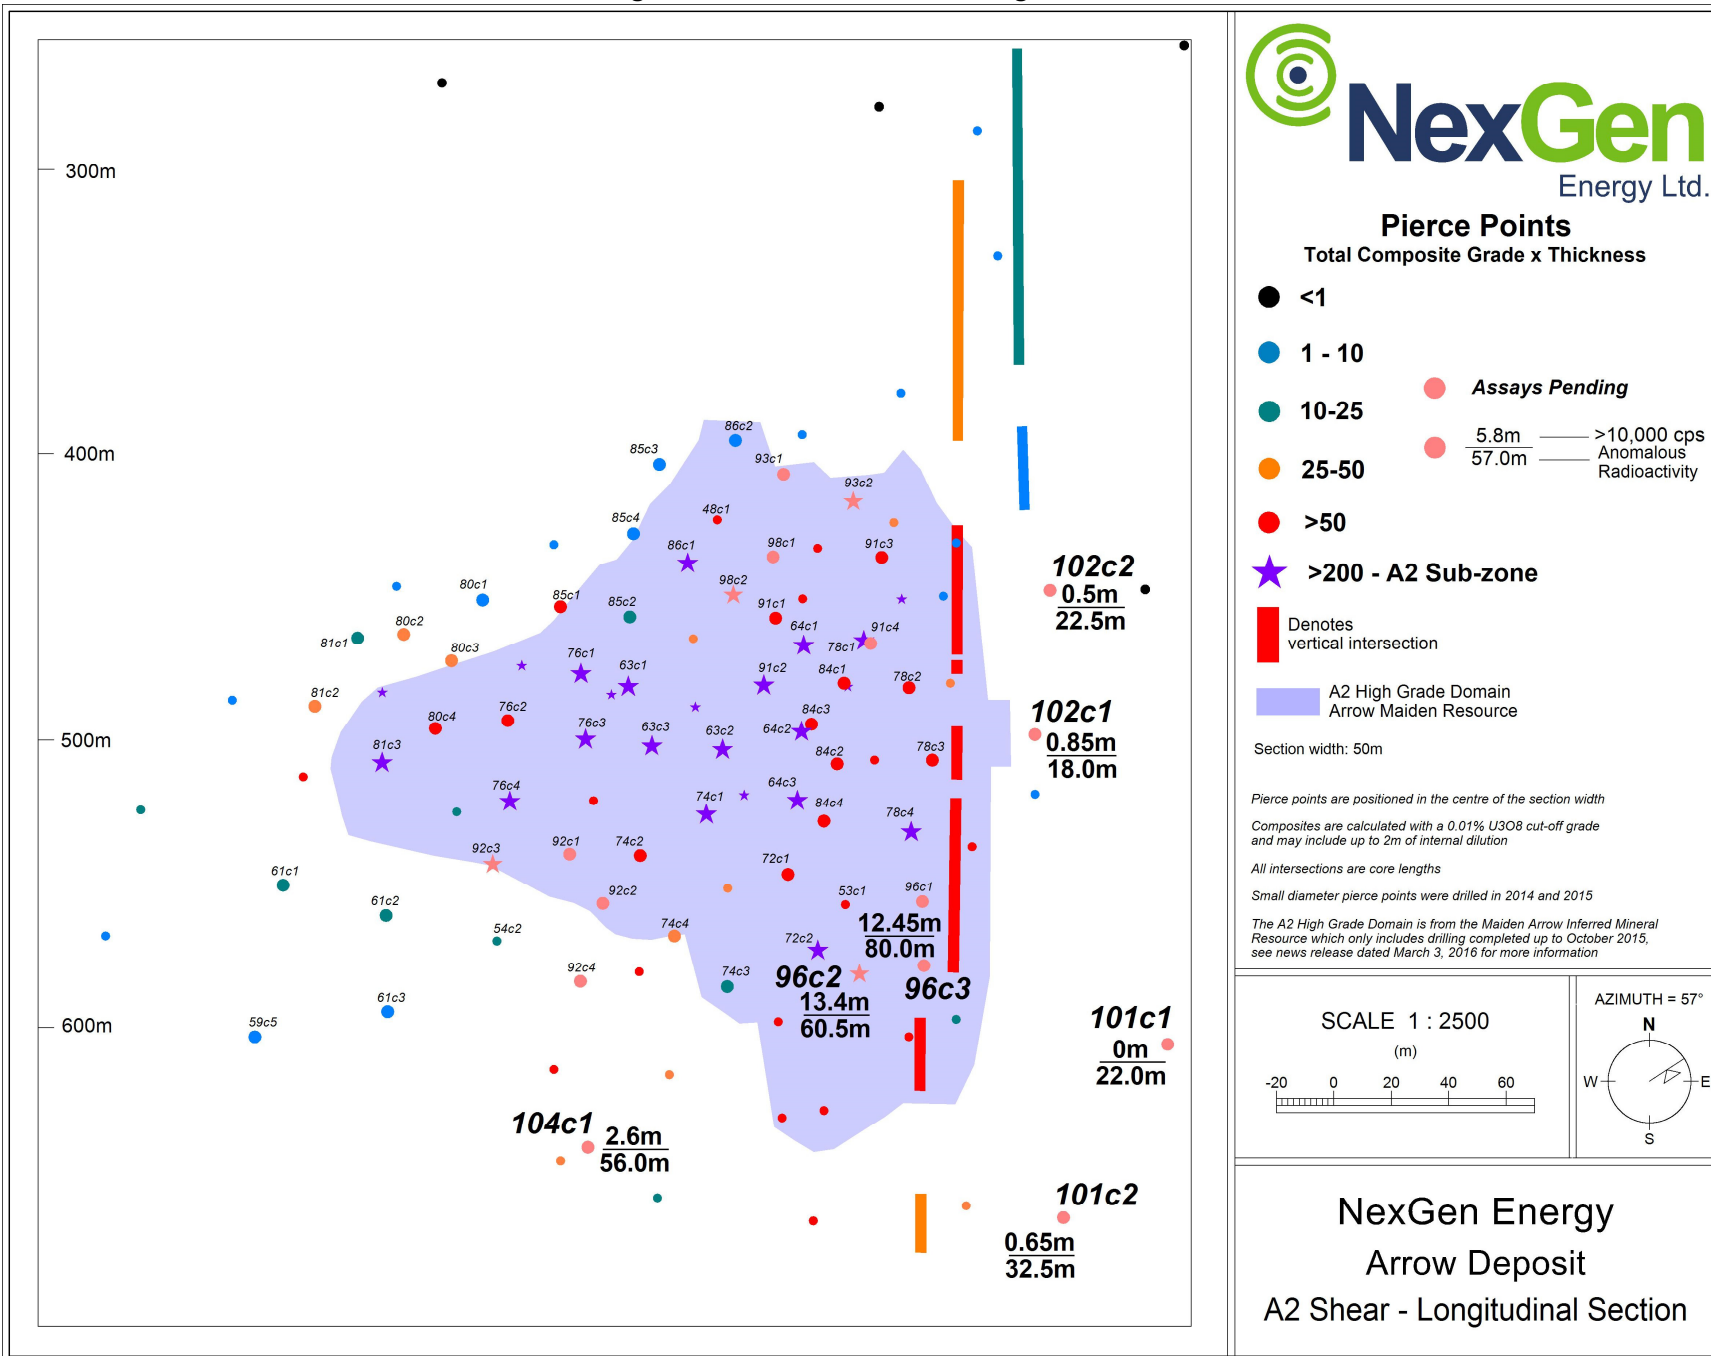 300m
400m
500m
600m
86c2
85c3
93c1
93c2
48c1
85c4
98c1
91c3
86c1
98c2
80c1
85c1
85c2
91c1
102c2
0.5m
22.5m
80c2
81c1
64c1
91c4
80c3
76c1
63c1
78c1
91c2
84c1
78c2
81c2
80c4
76c2
84c3
102c1
0.85m
18.0m
76c3
63c3
63c2
64c2
81c3
84c2
78c3
76c4
74c1
64c3
84c4
78c4
92c3
92c1
74c2
72c1
61c1
92c2
53c1
96c1
61c2
54c2
74c4
12.45m
80.0m
72c2
92c4
74c3
96c2
13.4m
60.5m
96c3
61c3
59c5
101c1
0m
22.0m
104c1
2.6m
56.0m
101c2
0.65m
32.5m
NexGen
Energy Ltd.
Pierce Points
Total Composite Grade x Thickness
<1
1 - 10
10-25
25-50
>50
>200 - A2 Sub-zone
Assays Pending
5.8m >10,000 cps
57.0m Anomalous
Radioactivity
Denotes
vertical intersection
A2 High Grade Domain
Arrow Maiden Resource
Section width: 50m
Pierce points are positioned in the centre of the section width
Composites are calculated with a 0.01% U3O8 cut-off grade
and may include up to 2m of internal dilution
All intersections are core lengths
Small diameter pierce points were drilled in 2014 and 2015
The A2 High Grade Domain is from the Maiden Arrow Inferred Mineral
Resource which only includes drilling completed up to October 2015,
see news release dated March 3, 2016 for more information
SCALE 1 : 2500
(m)
-20 0 20 40 60
AZIMUTH = 57°
N
W E
S
NexGen Energy
Arrow Deposit
A2 Shear - Longitudinal Section